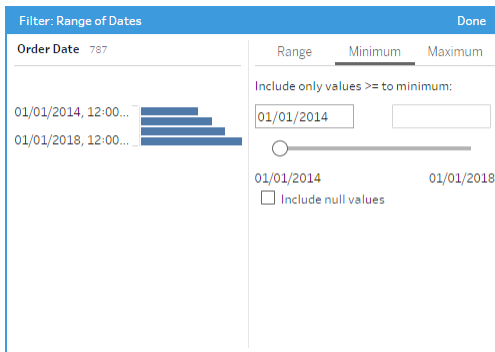 Filter: Range of Dates Done
Order Date 787
Range Minimum Maximum
Include only values >= to minimum:
01/01/2014, 12:00...
01/01/2014
01/01/2018, 12:00...
01/01/2014 01/01/2018
Include null values